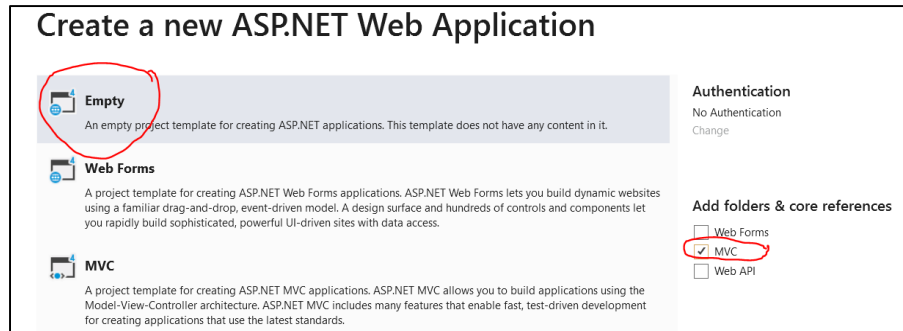 Create a new ASP.NET Web Application
Empty
An empty project template for creating ASP.NET applications. This template does not have any content in it.
Web Forms
A project template for creating ASP.NET Web Forms applications. ASP.NET Web Forms lets you build dynamic websites
using a familiar drag-and-drop, event-driven model. A design surface and hundreds of controls and components let
you rapidly build sophisticated, powerful UI-driven sites with data access.
MVC
A project template for creating ASP.NET MVC applications. ASP.NET MVC allows you to build applications using the
Model-View-Controller architecture. ASP.NET MVC includes many features that enable fast, test-driven development
for creating applications that use the latest standards.
Authentication
No Authentication
Change
Add folders & core references
Web Forms
MVC
Web API